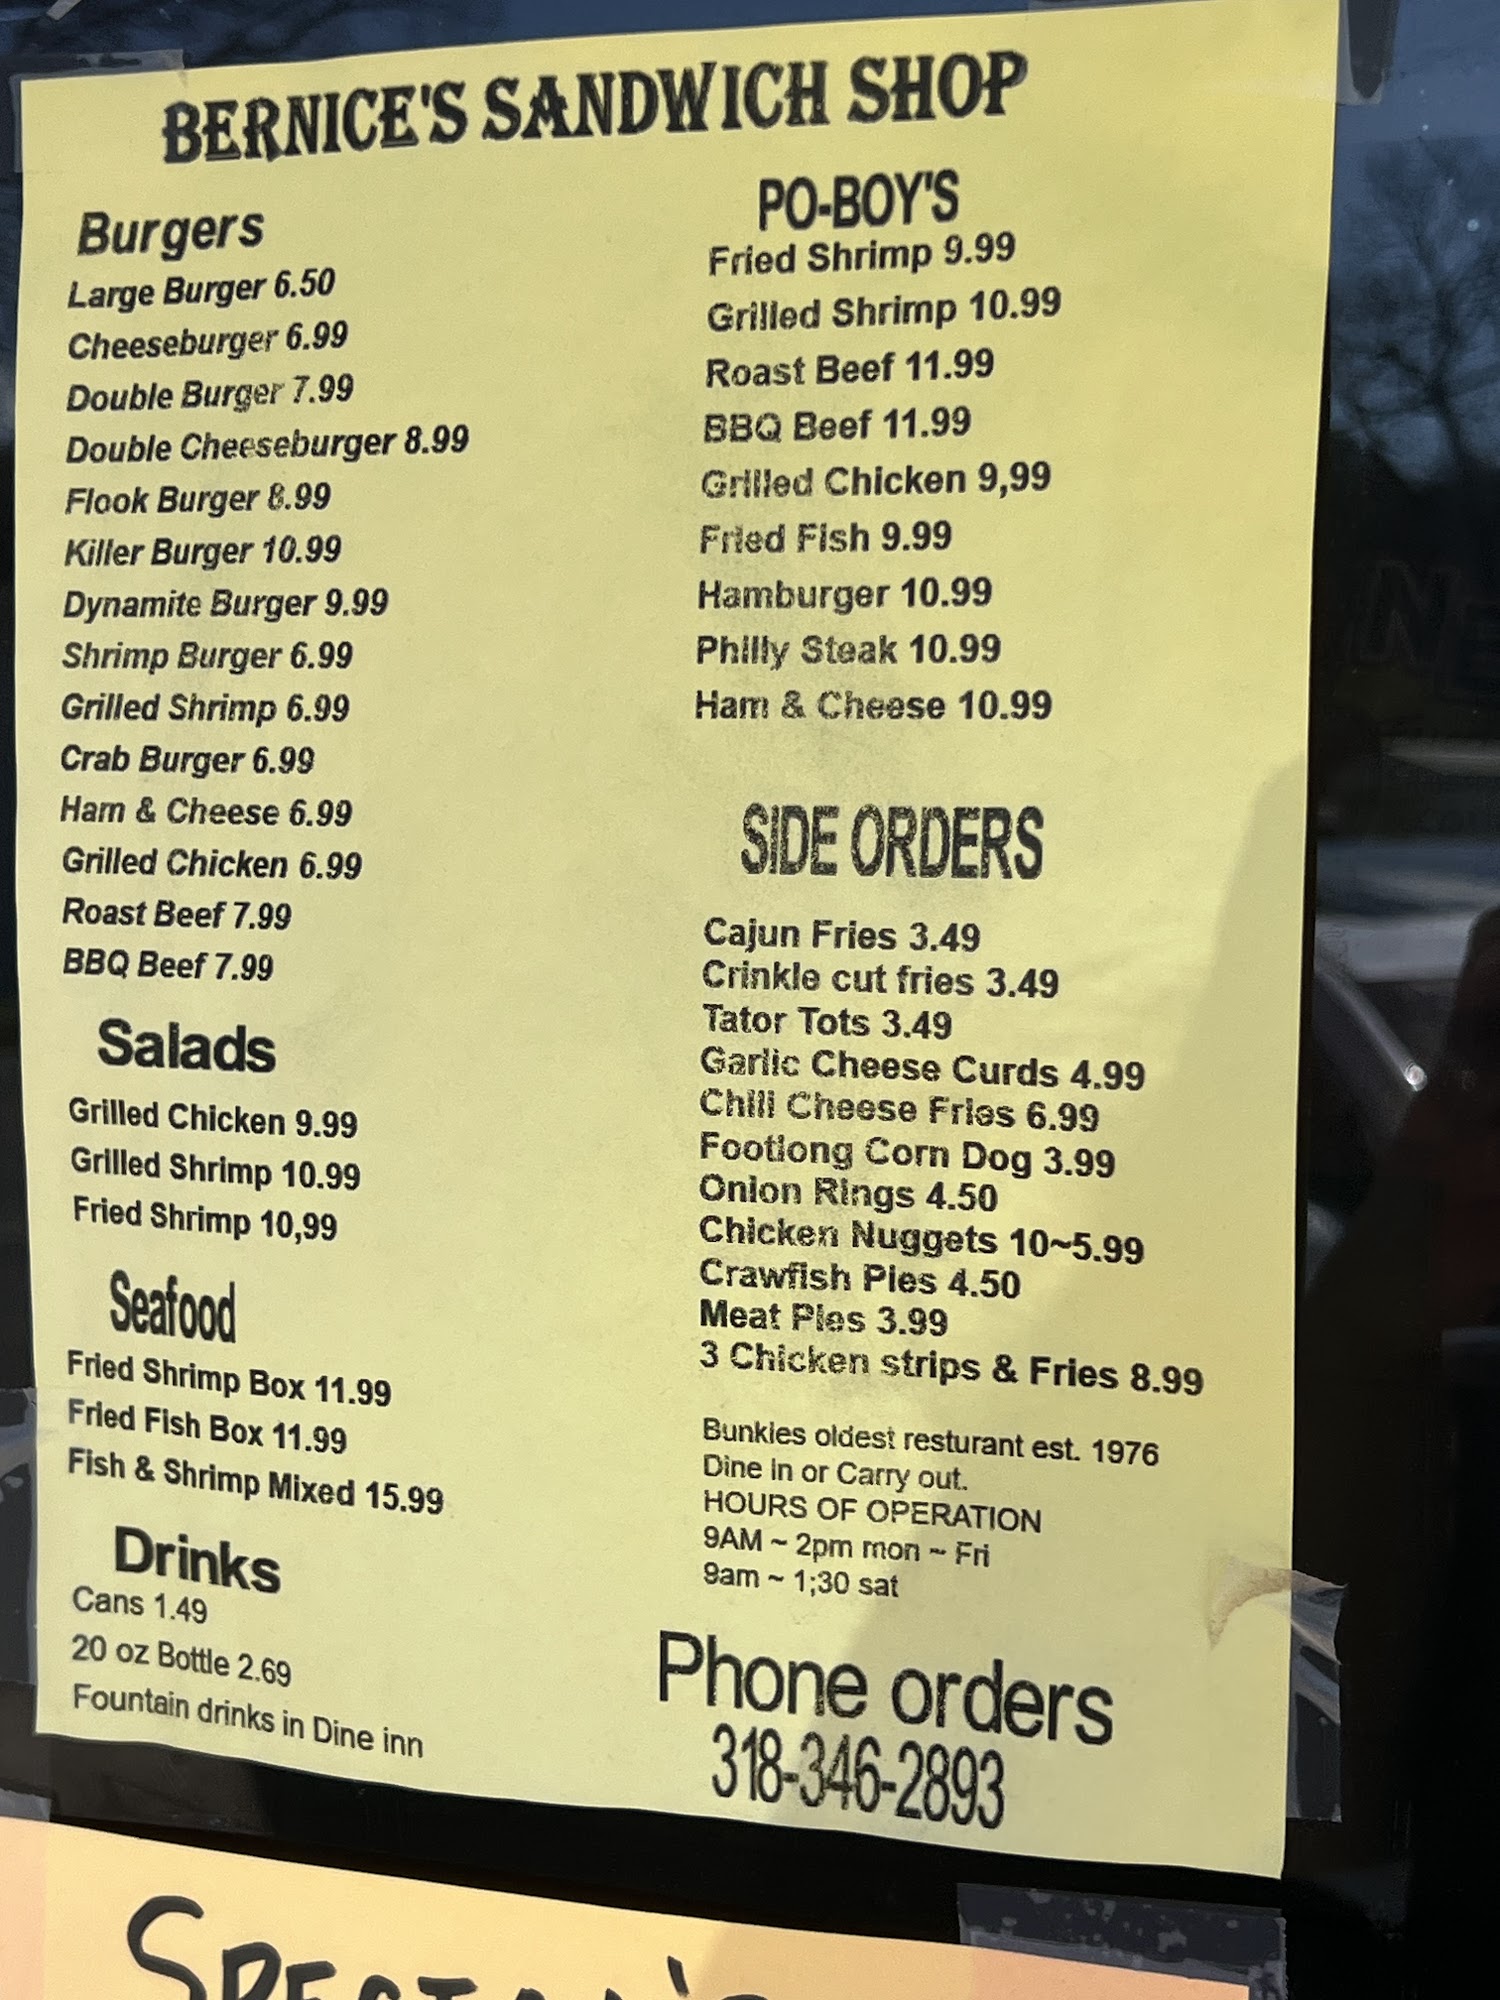 BERNICE'S SANDWICH SHOP
Burgers
Large Burger 6.50
Cheeseburger 6.99
Double Burger 7.99
Double Cheeseburger 8.99
Flook Burger 8.99
Killer Burger 10.99
Dynamite Burger 9.99
Shrimp Burger 6.99
Grilled Shrimp 6.99
Crab Burger 6.99
Ham & Cheese 6.99
Grilled Chicken 6.99
Roast Beef 7.99
BBQ Beef 7.99
Salads
Grilled Chicken 9.99
Grilled Shrimp 10.99
Fried Shrimp 10,99
Seafood
Fried Shrimp Box 11.99
Fried Fish Box 11.99
Fish & Shrimp Mixed 15.99
Drinks
Cans 1.49
20 oz Bottle 2.69
Fountain drinks in Dine inn
PO-BOY'S
Fried Shrimp 9.99
Grilled Shrimp 10.99
Roast Beef 11.99
BBQ Beef 11.99
Grilled Chicken 9,99
Fried Fish 9.99
Hamburger 10.99
Philly Steak 10.99
Ham & Cheese 10.99
SIDE ORDERS
Cajun Fries 3.49
Crinkle cut fries 3.49
Tator Tots 3.49
Garlic Cheese Curds 4.99
Chili Cheese Fries 6.99
Footlong Corn Dog 3.99
Onion Rings 4.50
Chicken Nuggets 10~5.99
Crawfish Pies 4.50
Meat Pies 3.99
3 Chicken strips & Fries 8.99
Bunkies oldest resturant est. 1976
Dine in or Carry out.
HOURS OF OPERATION
9AM ~ 2pm mon ~ Fri
9am ~ 1;30 sat
Phone orders
318-346-2893
SPECIAL'S